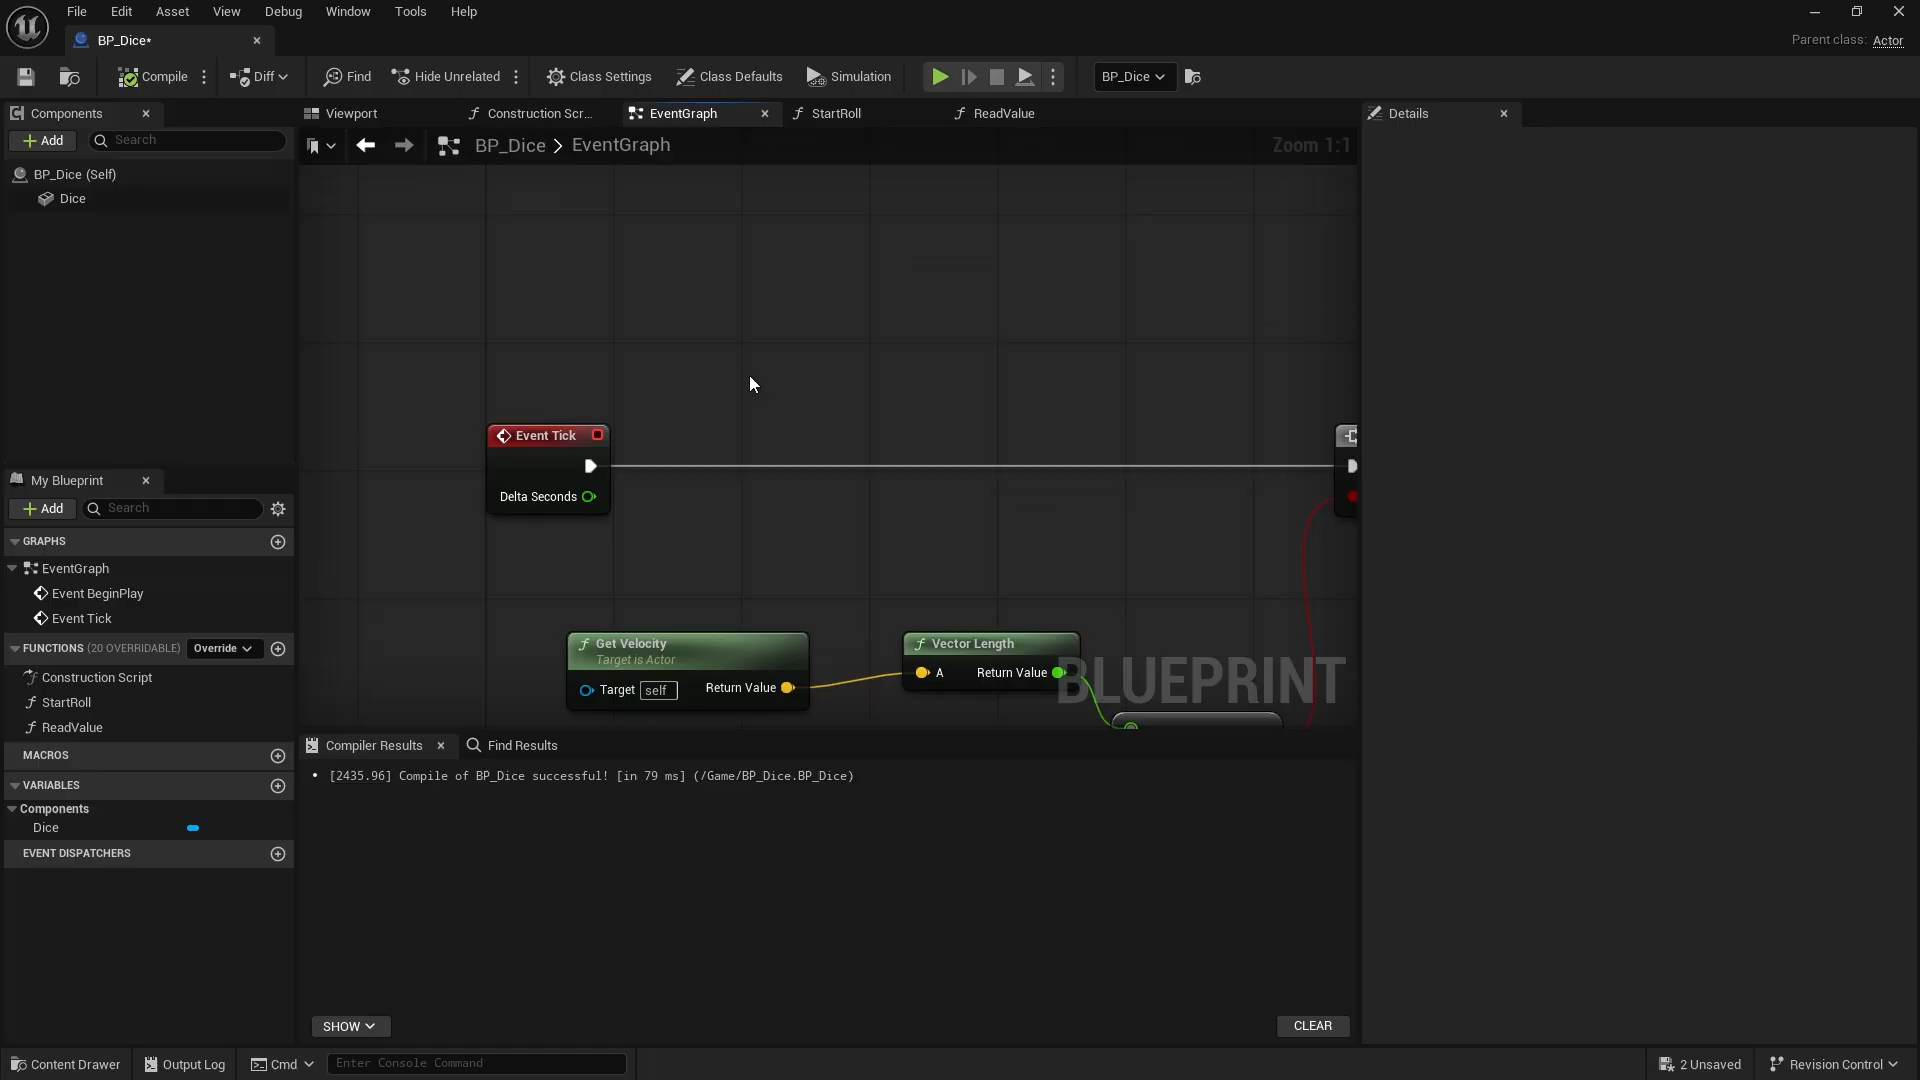 File Edit Asset View Debug Window Tools Help
BP_Dice*
Parent class: Actor
Compile Diff Find Hide Unrelated Class Settings Class Defaults Simulation BP_Dice
Components
Viewport Construction Scr... EventGraph StartRoll ReadValue
Details
Add Search
BP_Dice > EventGraph
Zoom 1:1
BP_Dice (Self)
Dice
Event Tick
Delta Seconds
My Blueprint
Add Search
GRAPHS
EventGraph
Event BeginPlay
Event Tick
FUNCTIONS (20 OVERRIDABLE) Override
Construction Script
StartRoll
ReadValue
MACROS
VARIABLES
Components
Dice
EVENT DISPATCHERS
Get Velocity
Target is Actor
Target self Return Value
Vector Length
A Return Value
BLUEPRINT
Compiler Results Find Results
• [2435.96] Compile of BP_Dice successful! [in 79 ms] (/Game/BP_Dice.BP_Dice)
SHOW
CLEAR
Content Drawer Output Log Cmd Enter Console Command
2 Unsaved Revision Control